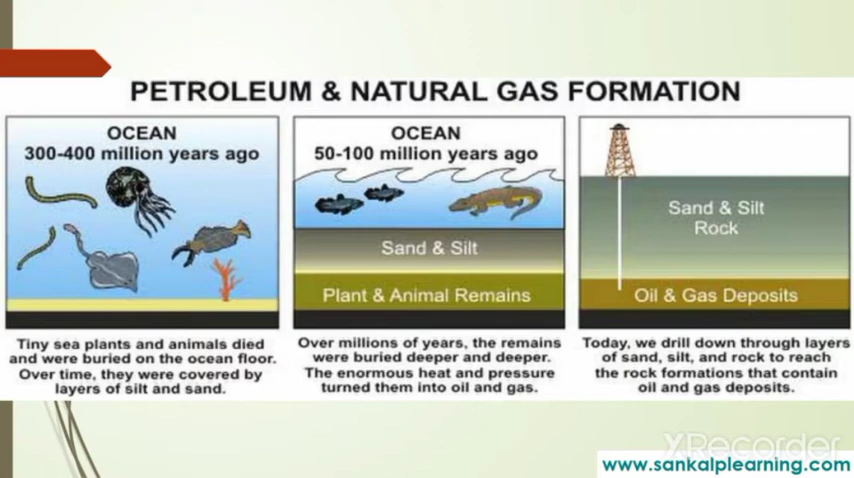 PETROLEUM & NATURAL GAS FORMATION
OCEAN
300-400 million years ago
Tiny sea plants and animals died
and were buried on the ocean floor.
Over time, they were covered by
layers of silt and sand.
OCEAN
50-100 million years ago
Sand & Silt
Plant & Animal Remains
Over millions of years, the remains
were buried deeper and deeper.
The enormous heat and pressure
turned them into oil and gas.
Sand & Silt
Rock
Oil & Gas Deposits
Today, we drill down through layers
of sand, silt, and rock to reach
the rock formations that contain
oil and gas deposits.
XRecorder
www.sankalplearning.com